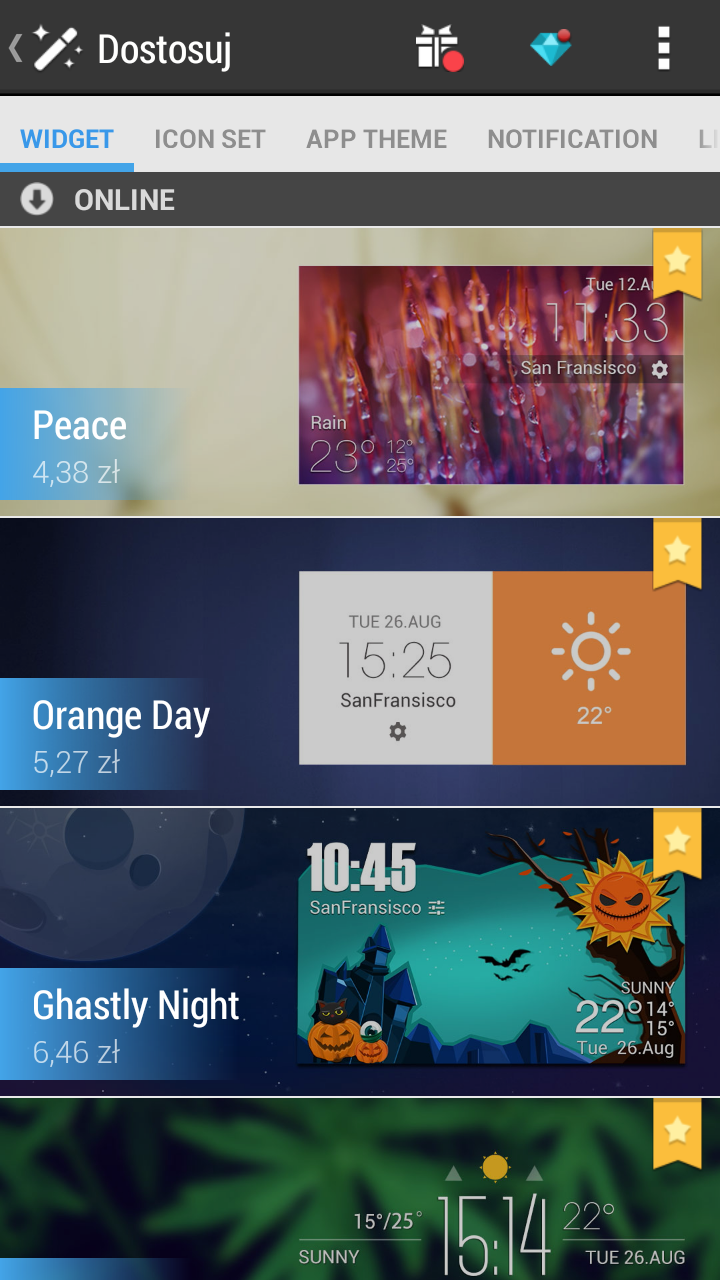 Dostosuj
WIDGET ICON SET APP THEME NOTIFICATION
ONLINE
Tue 12.Au
11:33
San Fransisco
Peace
Rain
4,38 zł
23° 12°
25°
TUE 26.AUG
15:25
SanFransisco
22°
Orange Day
5,27 zł
10:45
SanFransisco
SUNNY
Ghastly Night
22° 14°
15°
6,46 zł
Tue 26.Aug
15°/25°
15:14
22°
SUNNY
TUE 26.AUG